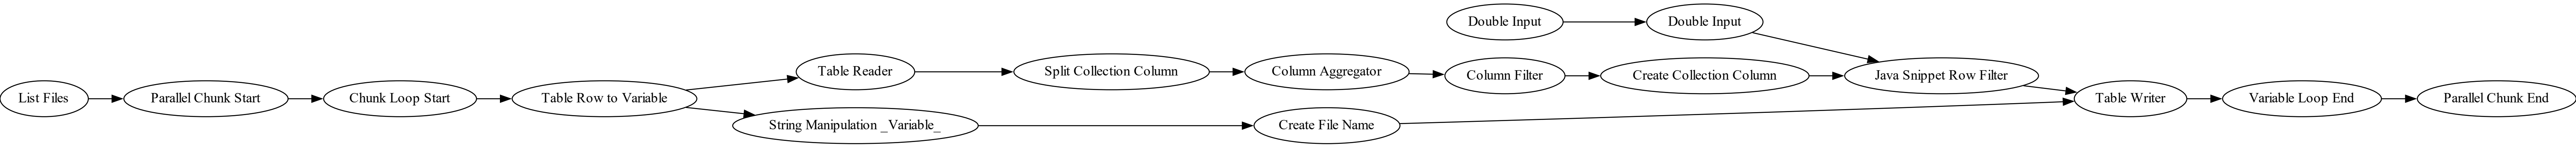 Double Input
Double Input
Table Reader
Split Collection Column
Column Aggregator
Column Filter
Create Collection Column
Java Snippet Row Filter
List Files
Parallel Chunk Start
Chunk Loop Start
Table Row to Variable
Table Writer
Variable Loop End
Parallel Chunk End
String Manipulation _Variable_
Create File Name